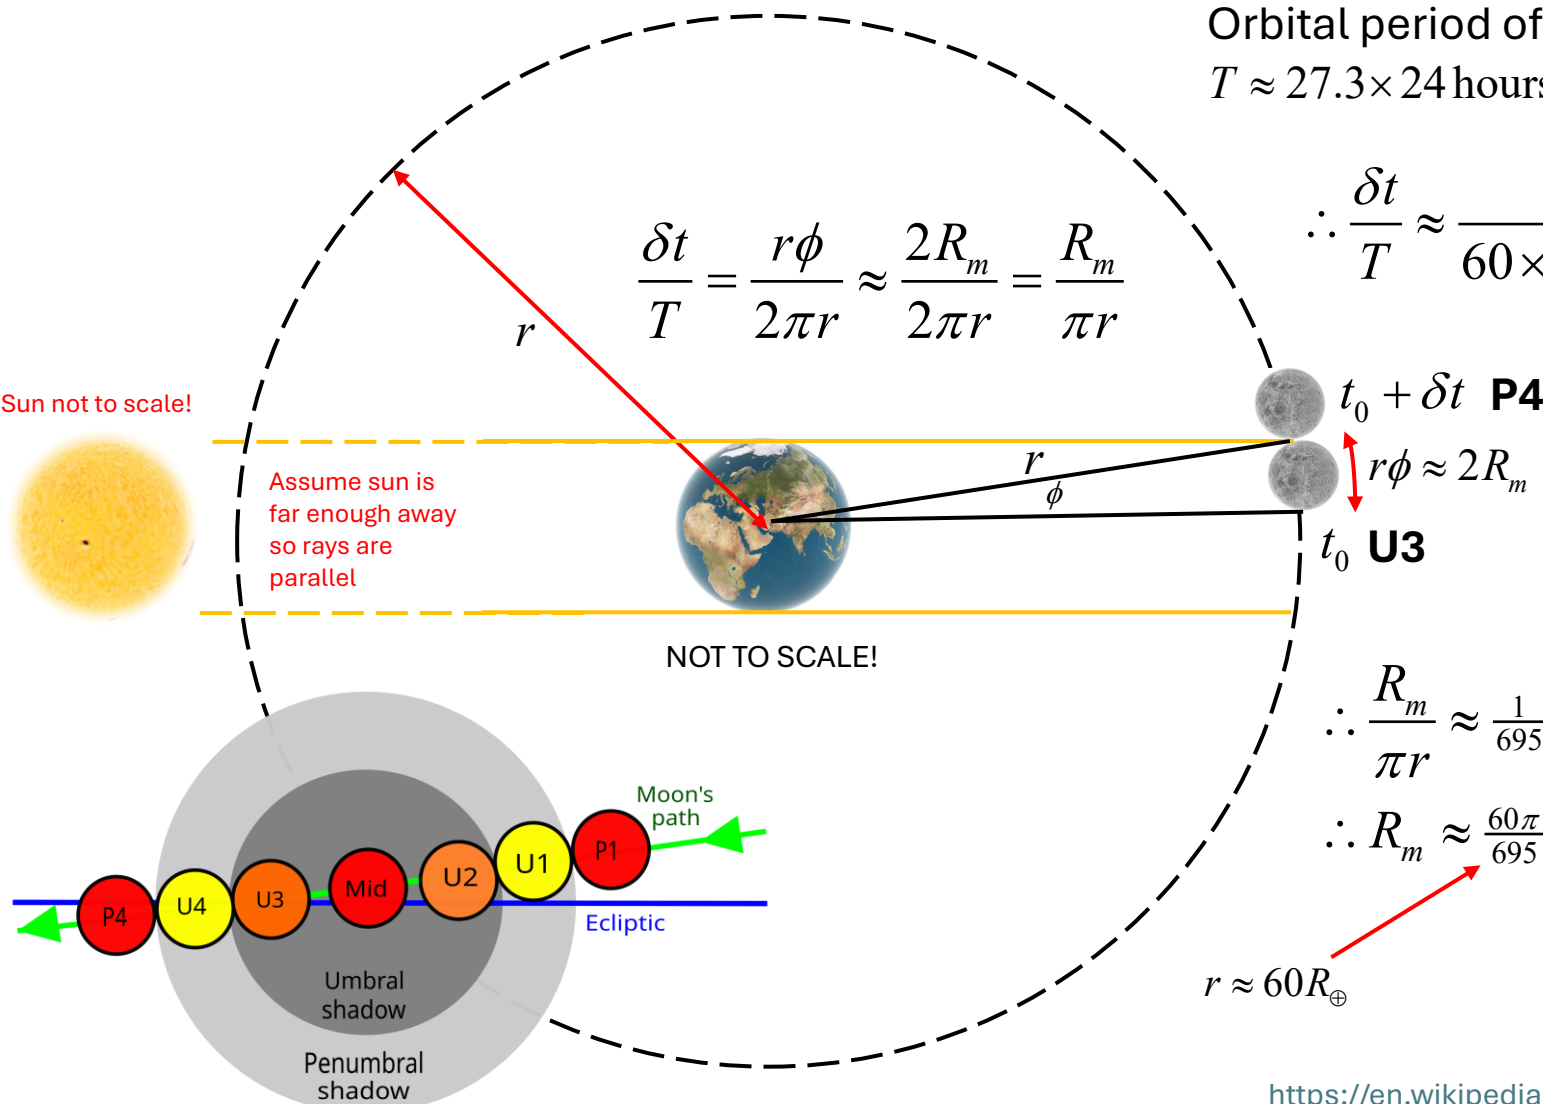 Orbital period of
T ≈ 27.3 × 24 hours
∴ δt/T ≈ /60×
δt/T = rϕ/2πr ≈ 2R_m/2πr = R_m/πr
r
Sun not to scale!
t₀ + δt P4
Assume sun is
far enough away
so rays are
parallel
r
ϕ
rϕ ≈ 2R_m
t₀ U3
NOT TO SCALE!
∴ R_m/πr ≈ 1/695
∴ R_m ≈ 60π/695
r ≈ 60R_⊕
Moon's
path
P1
U1
U2
Mid
U3
U4
P4
Ecliptic
Umbral
shadow
Penumbral
shadow
https://en.wikipedia